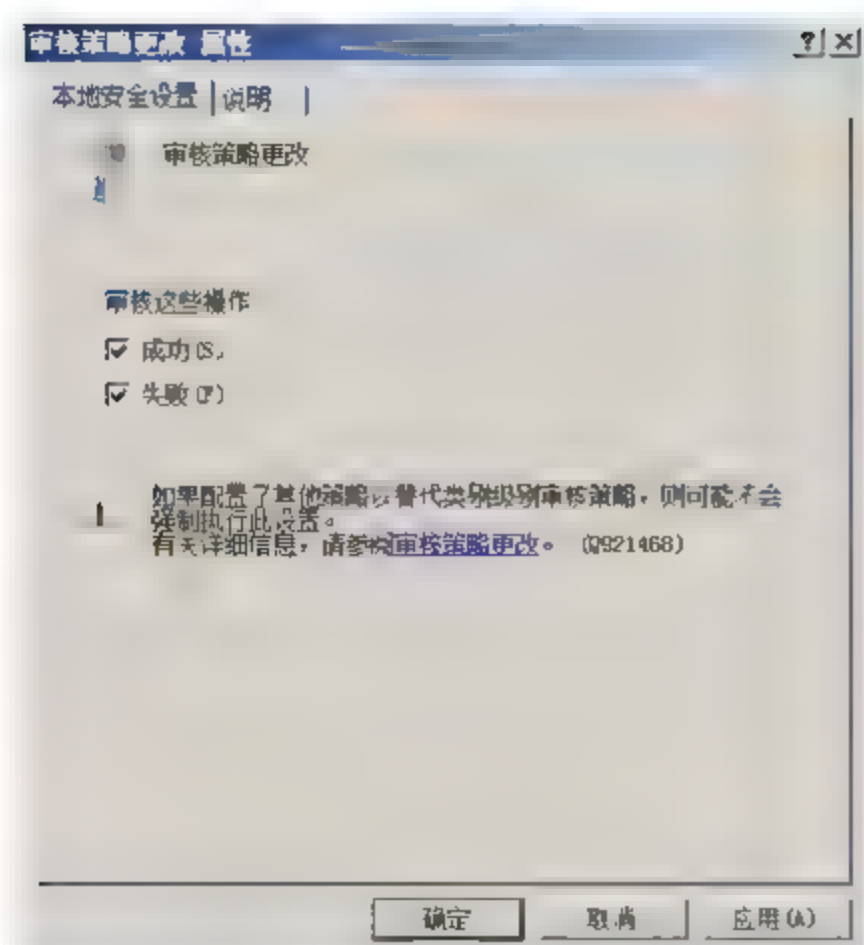 审核策略更改 属性
本地安全设置 说明
审核策略更改
审核这些操作
成功(S)
失败(F)
如果配置了其他策略以替代类别级别审核策略，则可能不会
强制执行此设置。
有关详细信息，请参阅审核策略更改。 (Q921468)
确定 取消 应用(A)